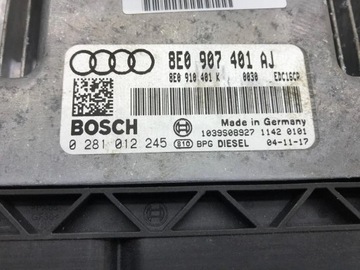 8E0 907 401 AJ
8E0 910 401 K 0030 EDC16CP
BOSCH
Made in Germany
1039S08927 1142 0101
0 281 012 245 e10 BPG DIESEL 04-11-17